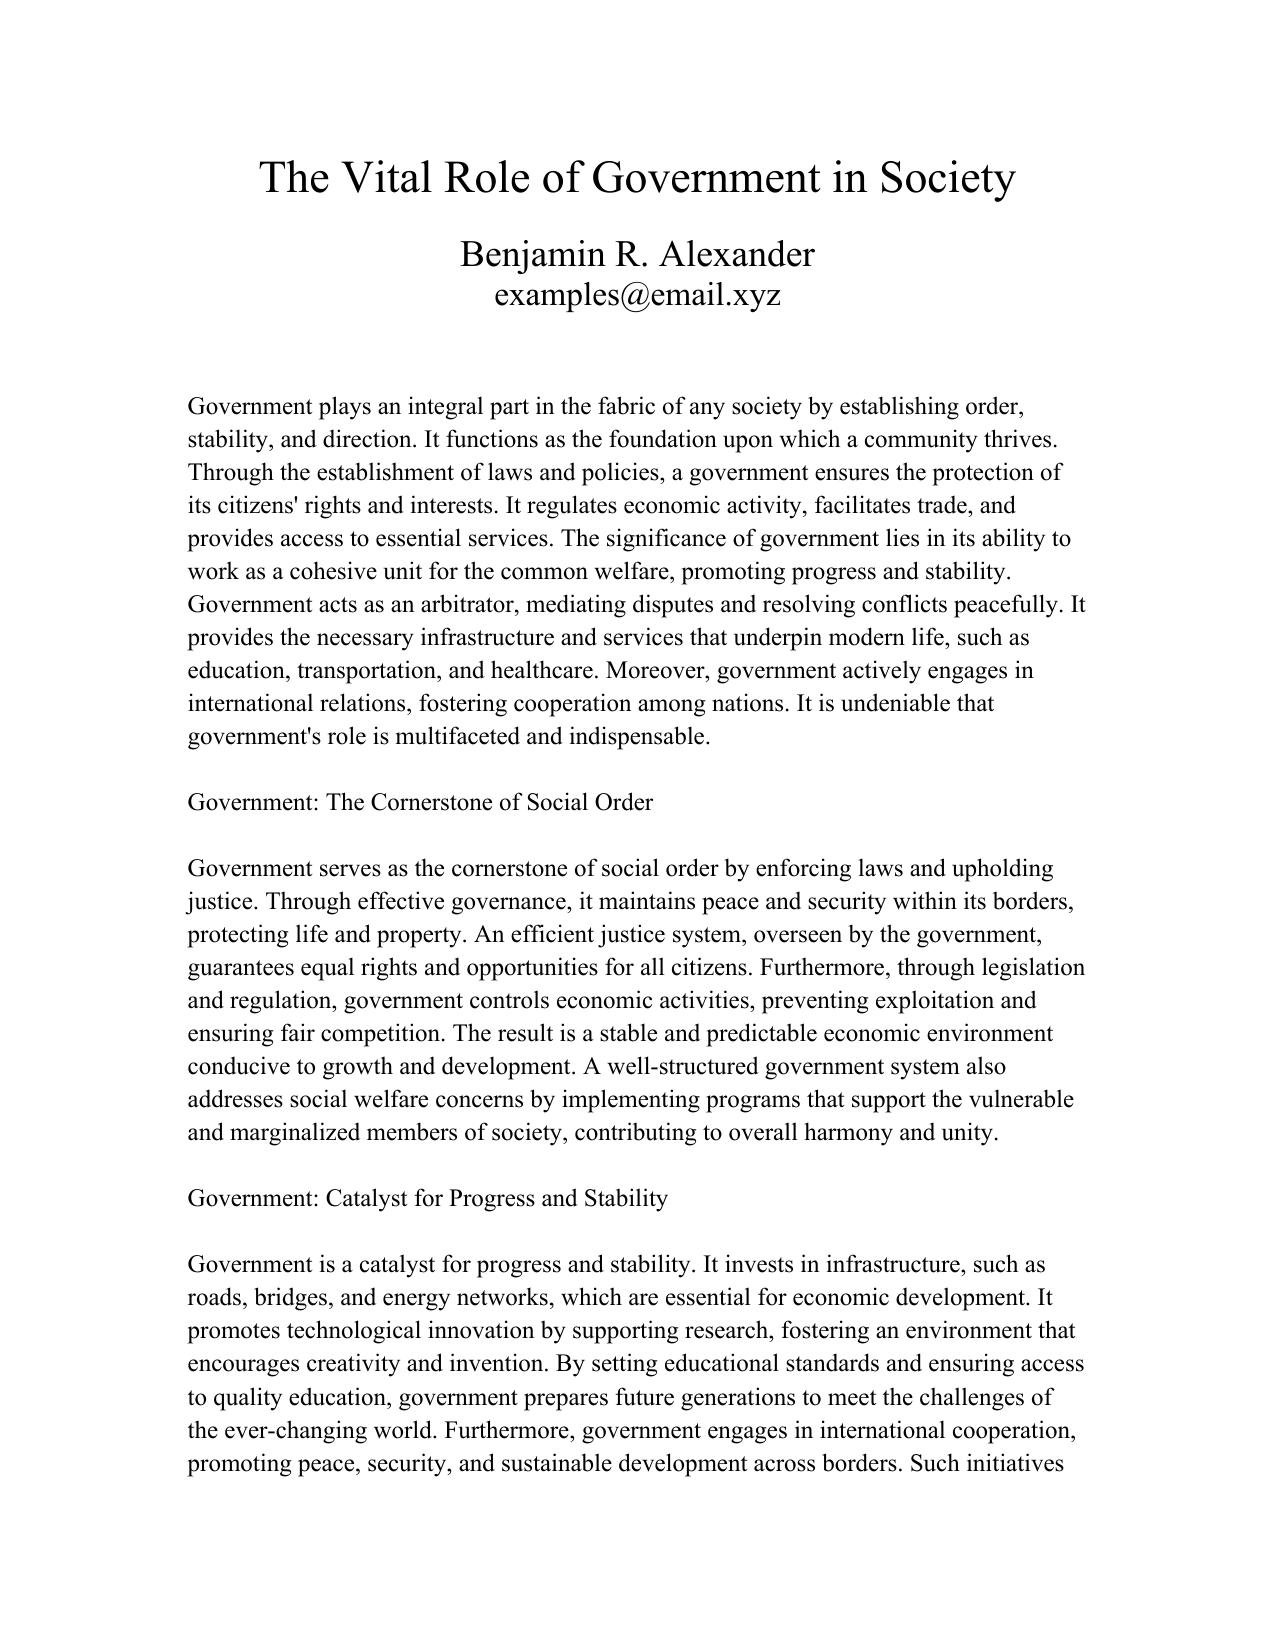 The Vital Role of Government in Society
Benjamin R. Alexander
examples@email.xyz
Government plays an integral part in the fabric of any society by establishing order,
stability, and direction. It functions as the foundation upon which a community thrives.
Through the establishment of laws and policies, a government ensures the protection of
its citizens' rights and interests. It regulates economic activity, facilitates trade, and
provides access to essential services. The significance of government lies in its ability to
work as a cohesive unit for the common welfare, promoting progress and stability.
Government acts as an arbitrator, mediating disputes and resolving conflicts peacefully. It
provides the necessary infrastructure and services that underpin modern life, such as
education, transportation, and healthcare. Moreover, government actively engages in
international relations, fostering cooperation among nations. It is undeniable that
government's role is multifaceted and indispensable.
Government: The Cornerstone of Social Order
Government serves as the cornerstone of social order by enforcing laws and upholding
justice. Through effective governance, it maintains peace and security within its borders,
protecting life and property. An efficient justice system, overseen by the government,
guarantees equal rights and opportunities for all citizens. Furthermore, through legislation
and regulation, government controls economic activities, preventing exploitation and
ensuring fair competition. The result is a stable and predictable economic environment
conducive to growth and development. A well-structured government system also
addresses social welfare concerns by implementing programs that support the vulnerable
and marginalized members of society, contributing to overall harmony and unity.
Government: Catalyst for Progress and Stability
Government is a catalyst for progress and stability. It invests in infrastructure, such as
roads, bridges, and energy networks, which are essential for economic development. It
promotes technological innovation by supporting research, fostering an environment that
encourages creativity and invention. By setting educational standards and ensuring access
to quality education, government prepares future generations to meet the challenges of
the ever-changing world. Furthermore, government engages in international cooperation,
promoting peace, security, and sustainable development across borders. Such initiatives